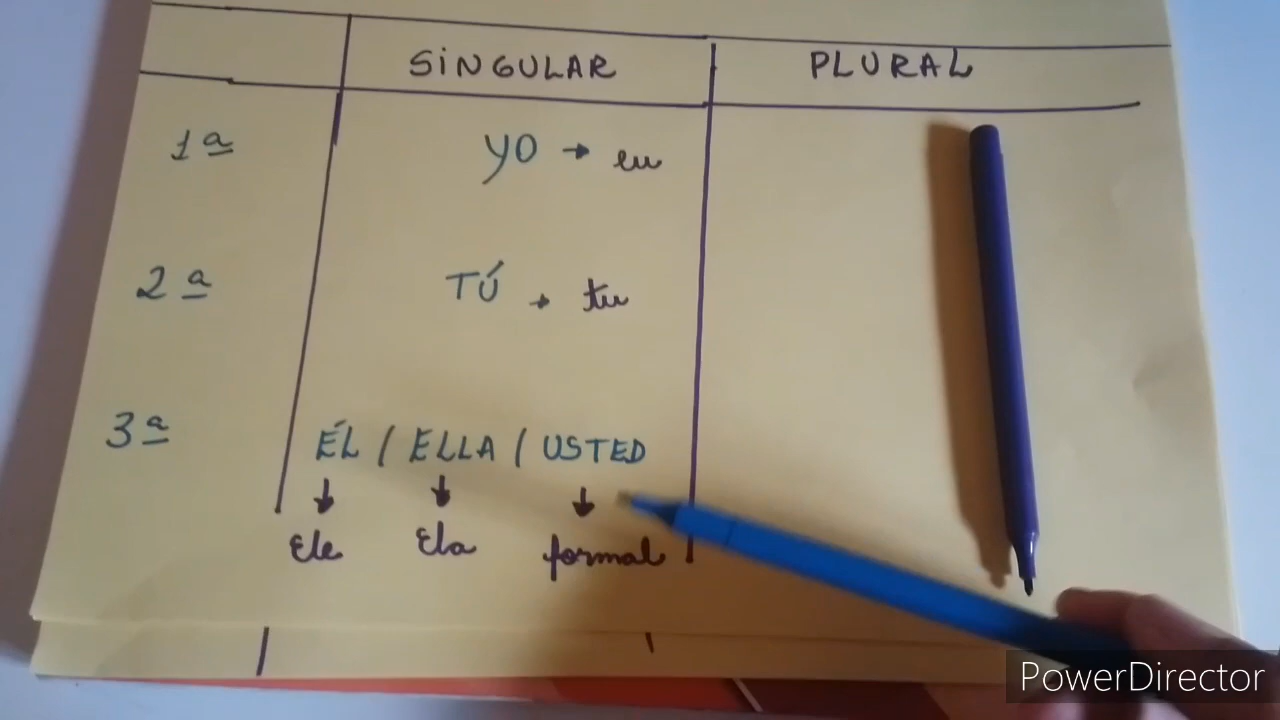 SINGULAR PLURAL
1ª YO → eu
2ª TÚ → tu
3ª ÉL / ELLA / USTED
↓ ↓ ↓
Ele Ela formal
PowerDirector